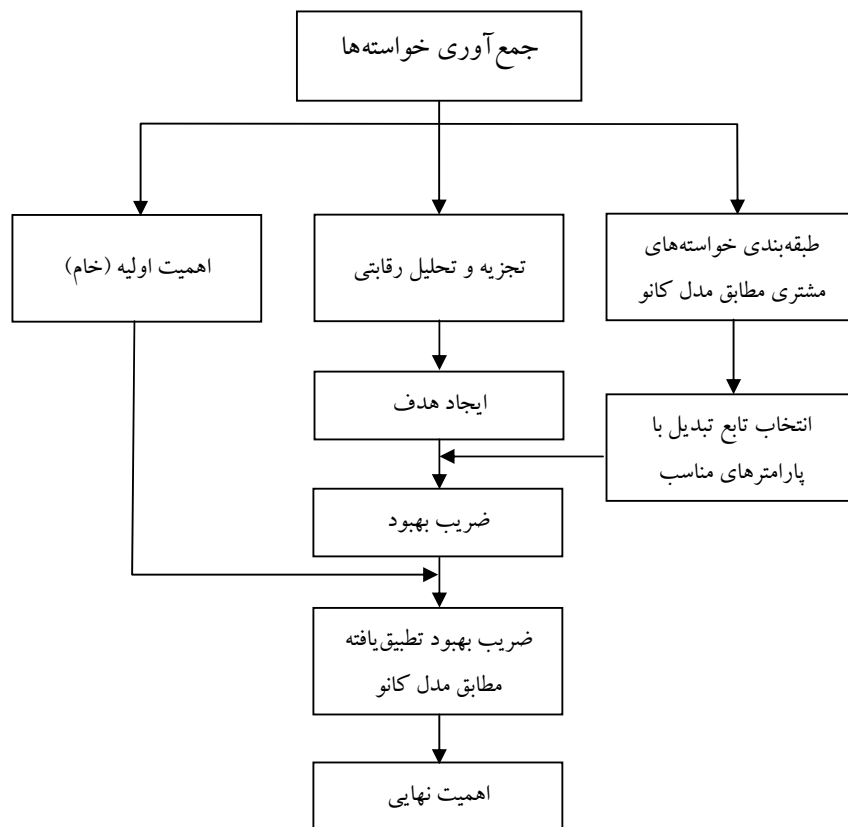 جمع‌آوری خواسته‌ها
طبقه‌بندی خواسته‌های
مشتری مطابق مدل کانو
تجزیه و تحلیل رقابتی
اهمیت اولیه (خام)
انتخاب تابع تبدیل با
پارامترهای مناسب
ایجاد هدف
ضریب بهبود
ضریب بهبود تطبیق‌یافته
مطابق مدل کانو
اهمیت نهایی